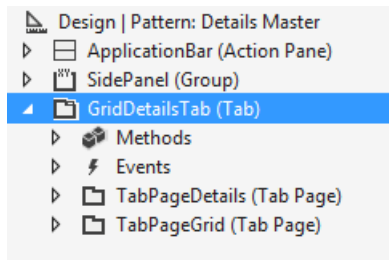 Design | Pattern: Details Master
ApplicationBar (Action Pane)
SidePanel (Group)
GridDetailsTab (Tab)
Methods
Events
TabPageDetails (Tab Page)
TabPageGrid (Tab Page)